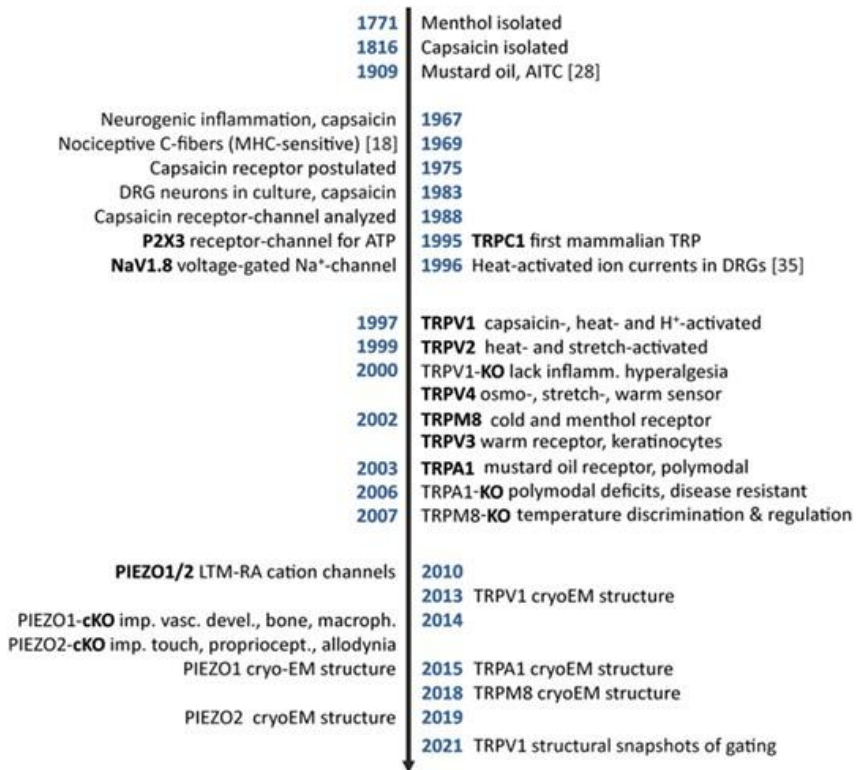 1771 Menthol isolated
1816 Capsaicin isolated
1909 Mustard oil, AITC [28]
Neurogenic inflammation, capsaicin 1967
Nociceptive C-fibers (MHC-sensitive) [18] 1969
Capsaicin receptor postulated 1975
DRG neurons in culture, capsaicin 1983
Capsaicin receptor-channel analyzed 1988
P2X3 receptor-channel for ATP 1995 TRPC1 first mammalian TRP
NaV1.8 voltage-gated Na⁺-channel 1996 Heat-activated ion currents in DRGs [35]
1997 TRPV1 capsaicin-, heat- and H⁺-activated
1999 TRPV2 heat- and stretch-activated
2000 TRPV1-KO lack inflamm. hyperalgesia
TRPV4 osmo-, stretch-, warm sensor
2002 TRPM8 cold and menthol receptor
TRPV3 warm receptor, keratinocytes
2003 TRPA1 mustard oil receptor, polymodal
2006 TRPA1-KO polymodal deficits, disease resistant
2007 TRPM8-KO temperature discrimination & regulation
PIEZO1/2 LTM-RA cation channels 2010
2013 TRPV1 cryoEM structure
PIEZO1-cKO imp. vasc. devel., bone, macroph. 2014
PIEZO2-cKO imp. touch, propriocept., allodynia
PIEZO1 cryo-EM structure 2015 TRPA1 cryoEM structure
2018 TRPM8 cryoEM structure
PIEZO2 cryoEM structure 2019
2021 TRPV1 structural snapshots of gating